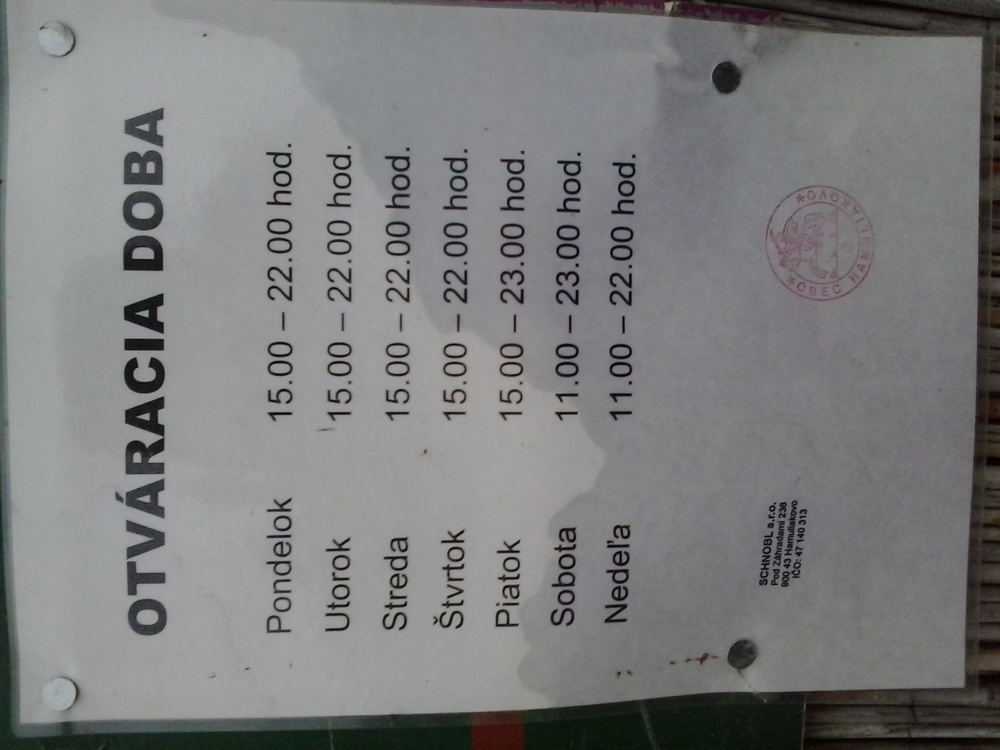 OTVÁRACIA DOBA
Pondelok 15.00 – 22.00 hod.
Utorok 15.00 – 22.00 hod.
Streda 15.00 – 22.00 hod.
Štvrtok 15.00 – 22.00 hod.
Piatok 15.00 – 23.00 hod.
Sobota 11.00 – 23.00 hod.
Nedeľa 11.00 – 22.00 hod.
SCHNOBL s.r.o.
Pod Záhradami 236
900 43 Hamuliakovo
IČO: 47 140 313
*OBEC HAMULIAKOVO*